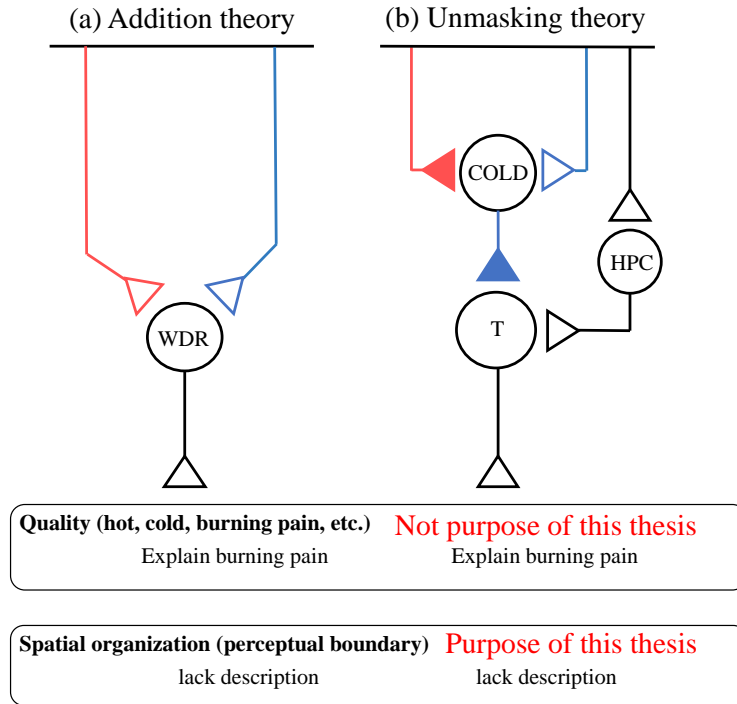 (a) Addition theory
(b) Unmasking theory
COLD
HPC
WDR
T
Quality (hot, cold, burning pain, etc.) Not purpose of this thesis
Explain burning pain Explain burning pain
Spatial organization (perceptual boundary) Purpose of this thesis
lack description lack description